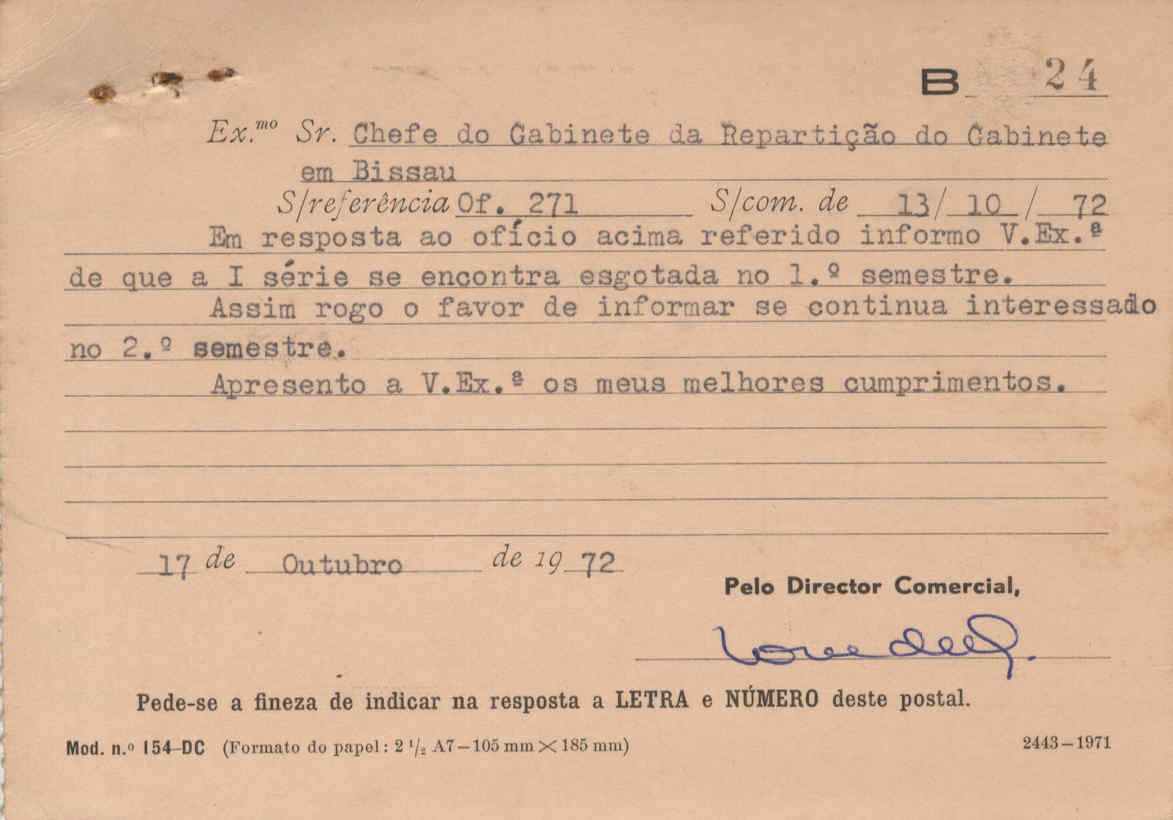 B 24
Ex.mo Sr. Chefe do Gabinete da Repartição do Gabinete
em Bissau
S/referência Of. 271 S/com. de 13/ 10 / 72
Em resposta ao ofício acima referido informo V.Ex.ª
de que a I série se encontra esgotada no 1.º semestre.
Assim rogo o favor de informar se continua interessado
no 2.º semestre.
Apresento a V.Ex.ª os meus melhores cumprimentos.
17 de Outubro de 19 72
Pelo Director Comercial,
Pede-se a fineza de indicar na resposta a LETRA e NÚMERO deste postal.
Mod. n.º 154-DC (Formato do papel: 2 1/2 A7–105 mm × 185 mm) 2443–1971